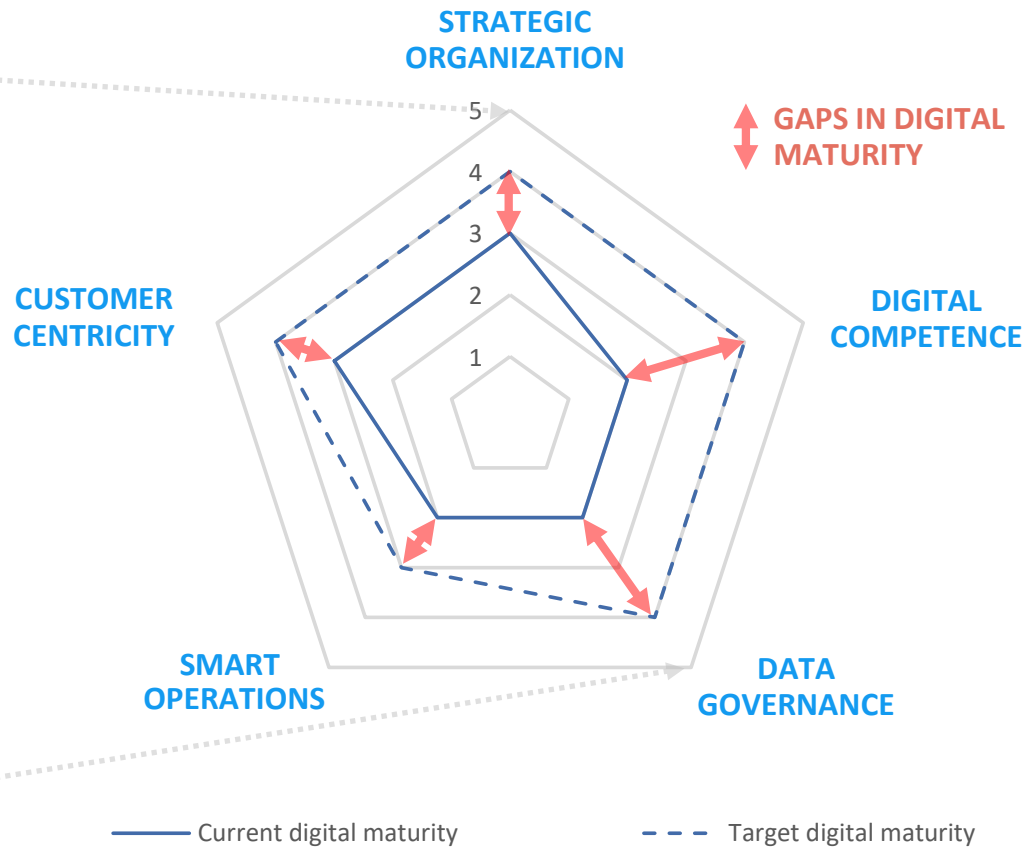 STRATEGIC
ORGANIZATION
5
GAPS IN DIGITAL
MATURITY
4
3
CUSTOMER
CENTRICITY
2
DIGITAL
COMPETENCE
1
SMART
OPERATIONS
DATA
GOVERNANCE
Current digital maturity
Target digital maturity